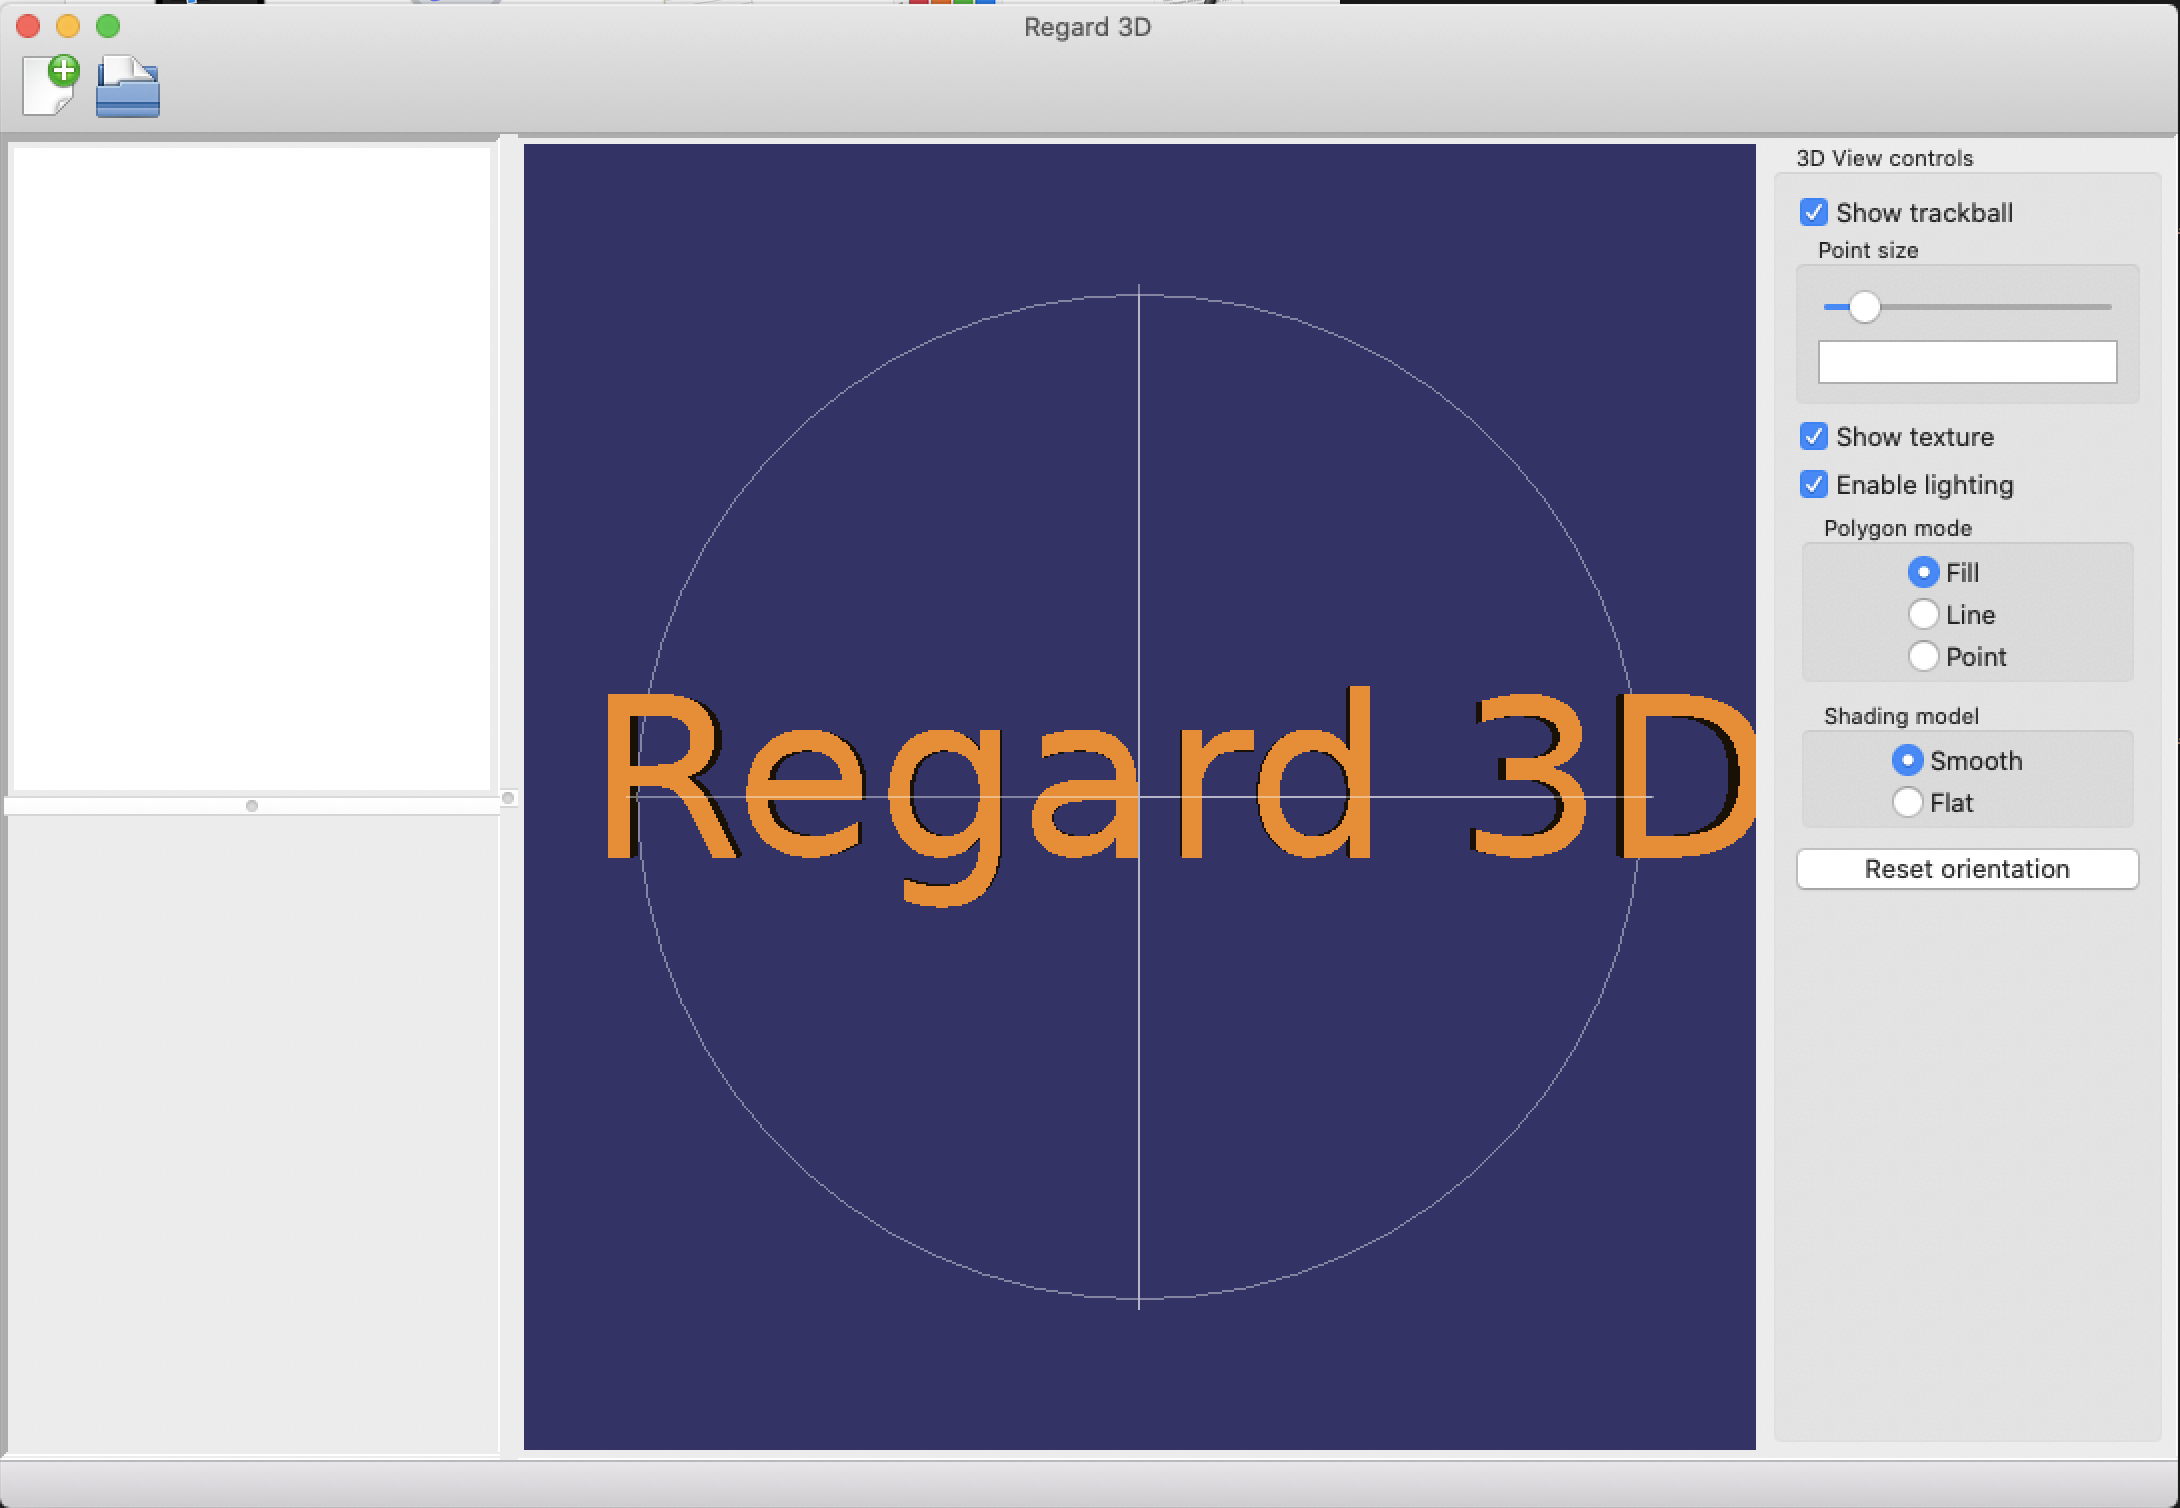 Regard 3D
3D View controls
Show trackball
Point size
Show texture
Enable lighting
Polygon mode
Fill
Line
Point
Shading model
Smooth
Flat
Reset orientation
Regard 3D